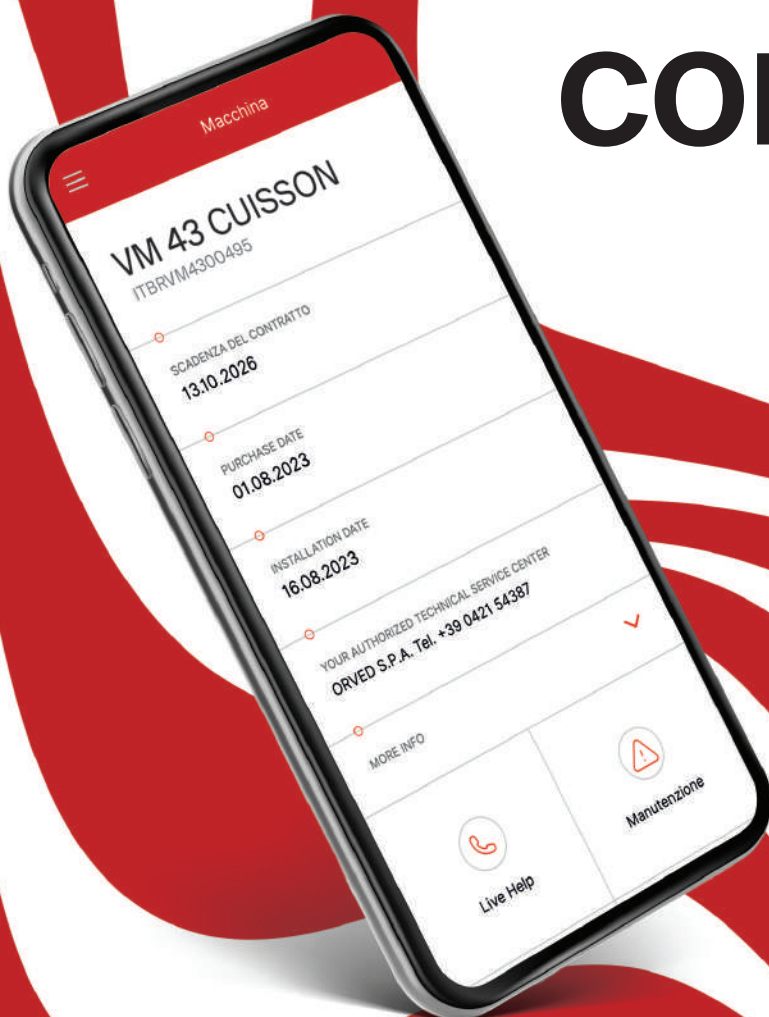 Macchina
VM 43 CUISSON
ITBRVM4300495
SCADENZA DEL CONTRATTO
13.10.2026
PURCHASE DATE
01.08.2023
INSTALLATION DATE
16.08.2023
YOUR AUTHORIZED TECHNICAL SERVICE CENTER
ORVED S.P.A. Tel. +39 0421 54387
MORE INFO
Live Help
Manutenzione